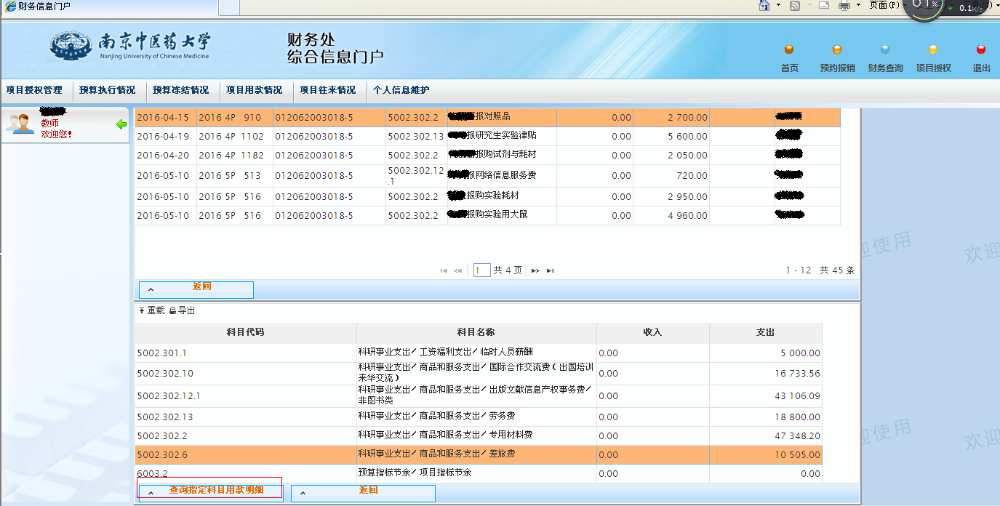 财务信息门户
页面(P)
0.1%
0.1K/s
南京中医药大学
Nanjing University of Chinese Medicine
财务处
综合信息门户
首页 预约报销 财务查询 项目授权 退出
项目授权管理 预算执行情况 预算冻结情况 项目用款情况 项目往来情况 个人信息维护
教师
欢迎您!
2016-04-15 2016 4P 910 012062003018-5 5002.302.2 报对照品 0.00 2 700.00
2016-04-19 2016 4P 1102 012062003018-5 5002.302.13 报研究生实验津贴 0.00 5 600.00
2016-04-20 2016 4P 1182 012062003018-5 5002.302.2 报购试剂与耗材 0.00 2 050.00
2016-05-10 2016 5P 513 012062003018-5 5002.302.12.1 报网络信息服务费 0.00 720.00
2016-05-10 2016 5P 516 012062003018-5 5002.302.2 报购实验耗材 0.00 2 950.00
2016-05-10 2016 5P 516 012062003018-5 5002.302.2 报购实验用大鼠 0.00 4 960.00
迎使用
欢迎
1 共 4 页
1 - 12 共 45 条
返回
重载 导出
科目代码 科目名称 收入 支出
5002.301.1 科研事业支出/工资福利支出/临时人员薪酬 0.00 5 000.00
5002.302.10 科研事业支出/商品和服务支出/国际合作交流费(出国培训
来华交流) 0.00 16 733.56
5002.302.12.1 科研事业支出/商品和服务支出/出版文献信息产权事务费/
非图书类 0.00 43 106.09
5002.302.13 科研事业支出/商品和服务支出/劳务费 0.00 18 800.00
5002.302.2 科研事业支出/商品和服务支出/专用材料费 0.00 47 348.20
5002.302.6 科研事业支出/商品和服务支出/差旅费 0.00 10 505.00
6003.2 预算指标节余/项目指标节余 0.00 0.00
迎使用
欢迎
查询指定科目用款明细 返回